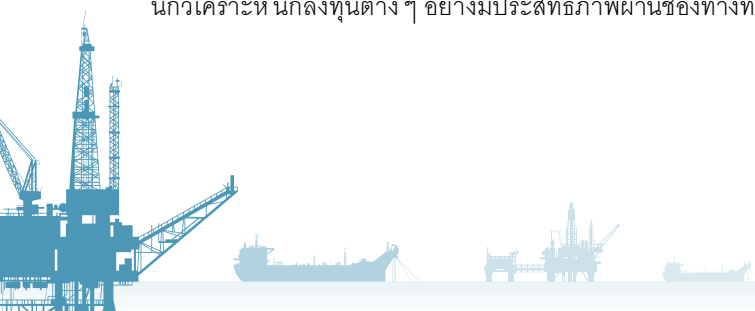 นักวิเคราะห์ นักลงทุนต่าง ๆ อย่างมีประสิทธิภาพผ่านช่องทางที่